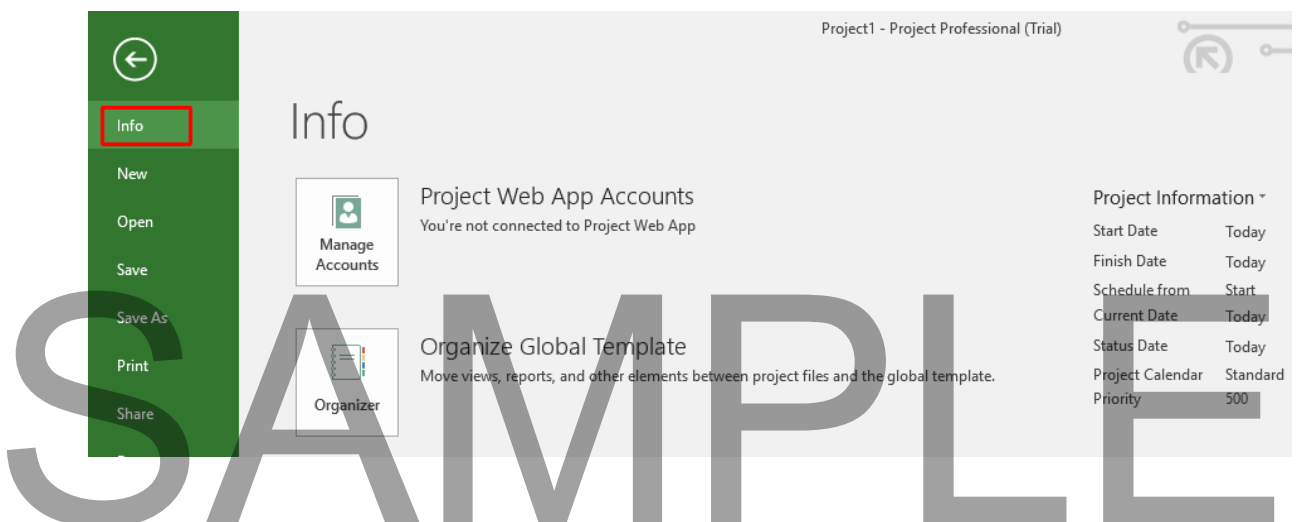 Project1 - Project Professional (Trial)
Info
New
Open
Save
Save As
Print
Share
Info
Manage
Accounts
Project Web App Accounts
You're not connected to Project Web App
Organizer
Organize Global Template
Move views, reports, and other elements between project files and the global template.
Project Information
Start Date Today
Finish Date Today
Schedule from Start
Current Date Today
Status Date Today
Project Calendar Standard
Priority 500
SAMPLE